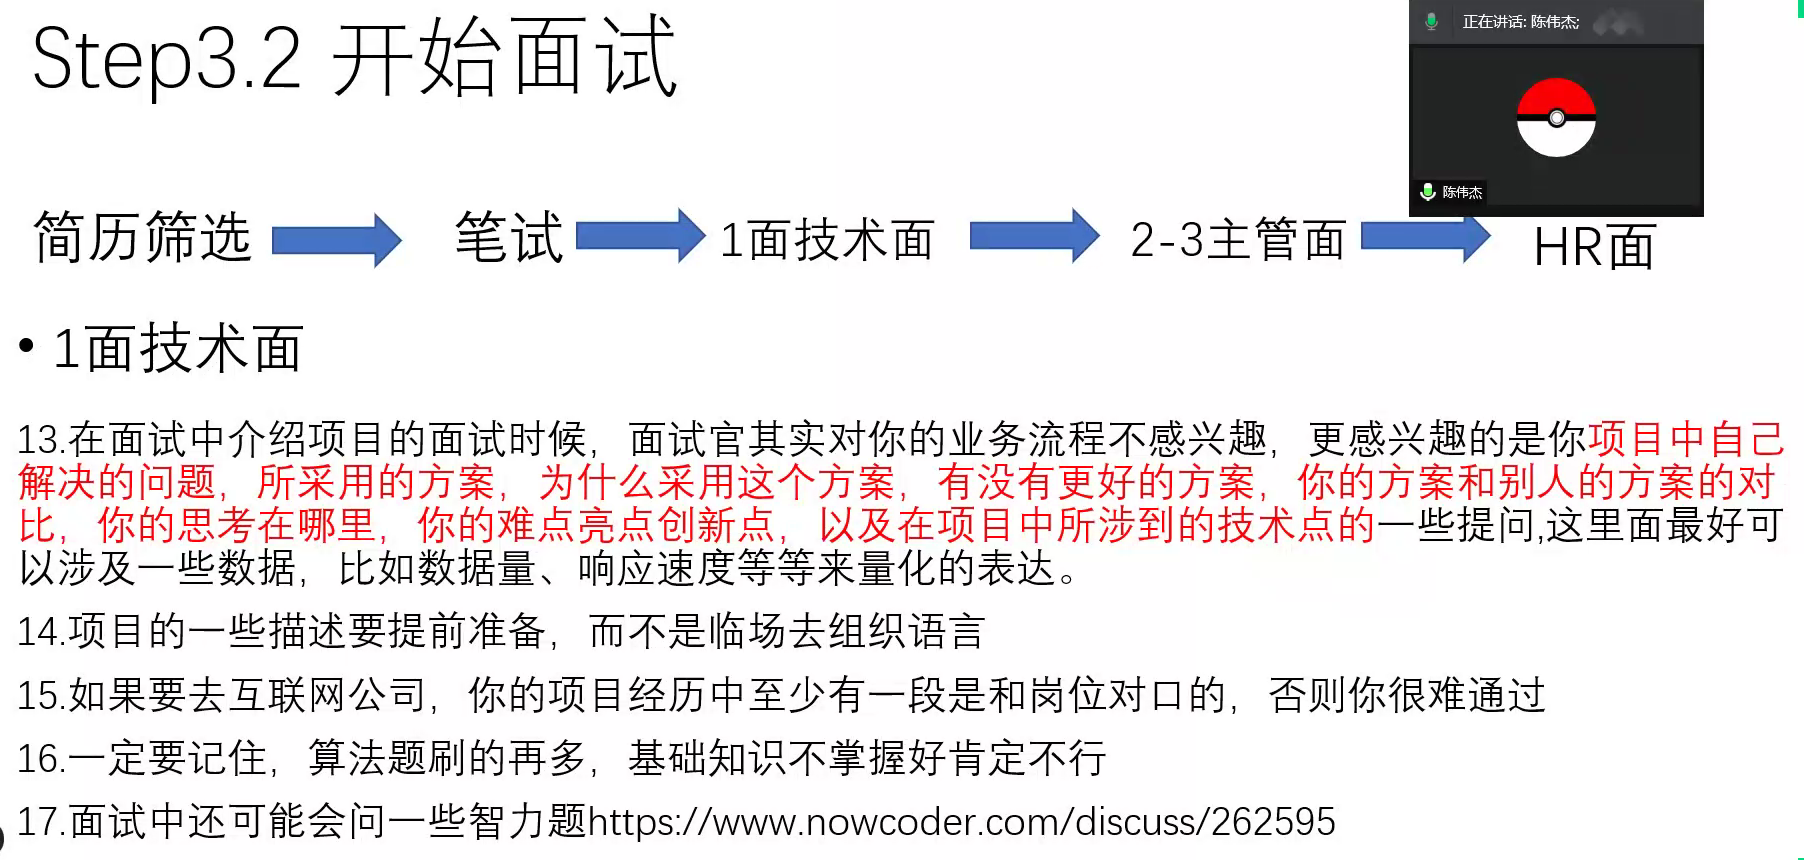 Step3.2 开始面试
正在讲话: 陈伟杰;
陈伟杰
简历筛选 笔试 1面技术面 2-3主管面 HR面
• 1面技术面
13.在面试中介绍项目的面试时候，面试官其实对你的业务流程不感兴趣，更感兴趣的是你项目中自己
解决的问题，所采用的方案，为什么采用这个方案，有没有更好的方案，你的方案和别人的方案的对
比，你的思考在哪里，你的难点亮点创新点，以及在项目中所涉到的技术点的一些提问,这里面最好可
以涉及一些数据，比如数据量、响应速度等等来量化的表达。
14.项目的一些描述要提前准备，而不是临场去组织语言
15.如果要去互联网公司，你的项目经历中至少有一段是和岗位对口的，否则你很难通过
16.一定要记住，算法题刷的再多，基础知识不掌握好肯定不行
17.面试中还可能会问一些智力题https://www.nowcoder.com/discuss/262595